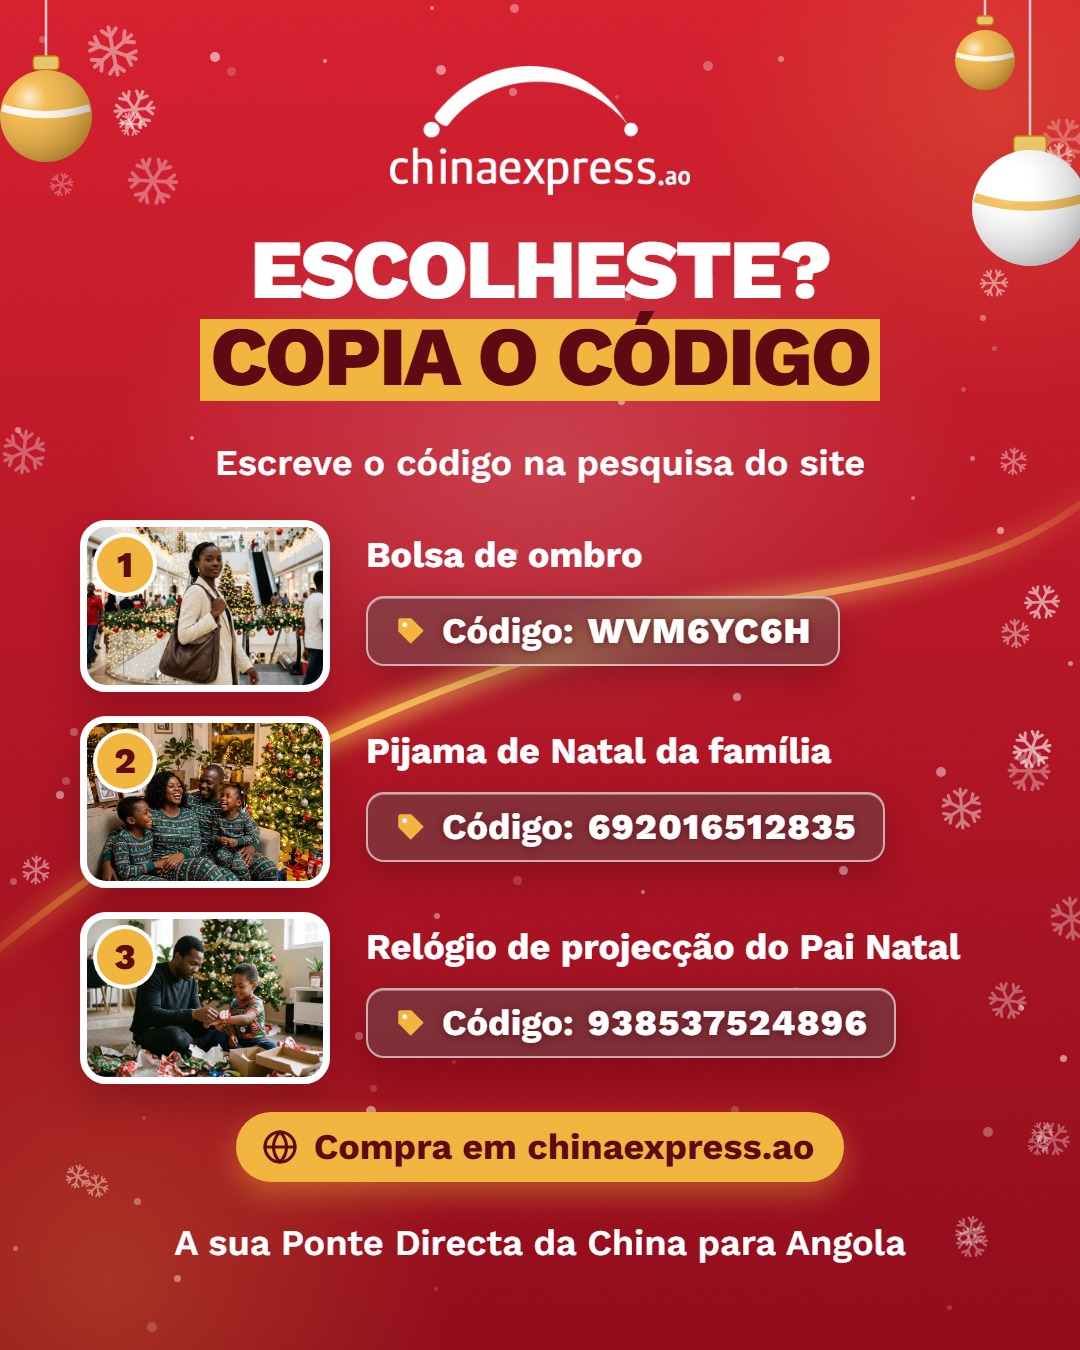 chinaexpress.ao
ESCOLHESTE?
COPIA O CÓDIGO
Escreve o código na pesquisa do site
1
Bolsa de ombro
Código: WVM6YC6H
2
Pijama de Natal da família
Código: 692016512835
3
Relógio de projecção do Pai Natal
Código: 938537524896
Compra em chinaexpress.ao
A sua Ponte Directa da China para Angola